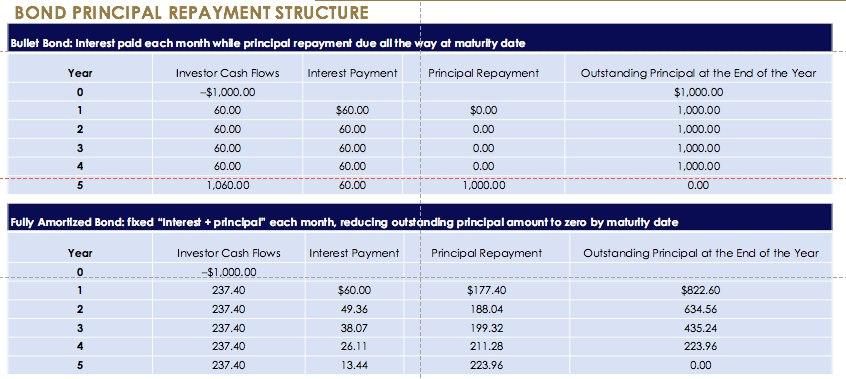 BOND PRINCIPAL REPAYMENT STRUCTURE
Bullet Bond: Interest paid each month while principal repayment due all the way at maturity date
Year Investor Cash Flows Interest Payment Principal Repayment Outstanding Principal at the End of the Year
0 –$1,000.00 $1,000.00
1 60.00 $60.00 $0.00 1,000.00
2 60.00 60.00 0.00 1,000.00
3 60.00 60.00 0.00 1,000.00
4 60.00 60.00 0.00 1,000.00
5 1,060.00 60.00 1,000.00 0.00
Fully Amortized Bond: fixed "interest + principal" each month, reducing outstanding principal amount to zero by maturity date
Year Investor Cash Flows Interest Payment Principal Repayment Outstanding Principal at the End of the Year
0 –$1,000.00
1 237.40 $60.00 $177.40 $822.60
2 237.40 49.36 188.04 634.56
3 237.40 38.07 199.32 435.24
4 237.40 26.11 211.28 223.96
5 237.40 13.44 223.96 0.00